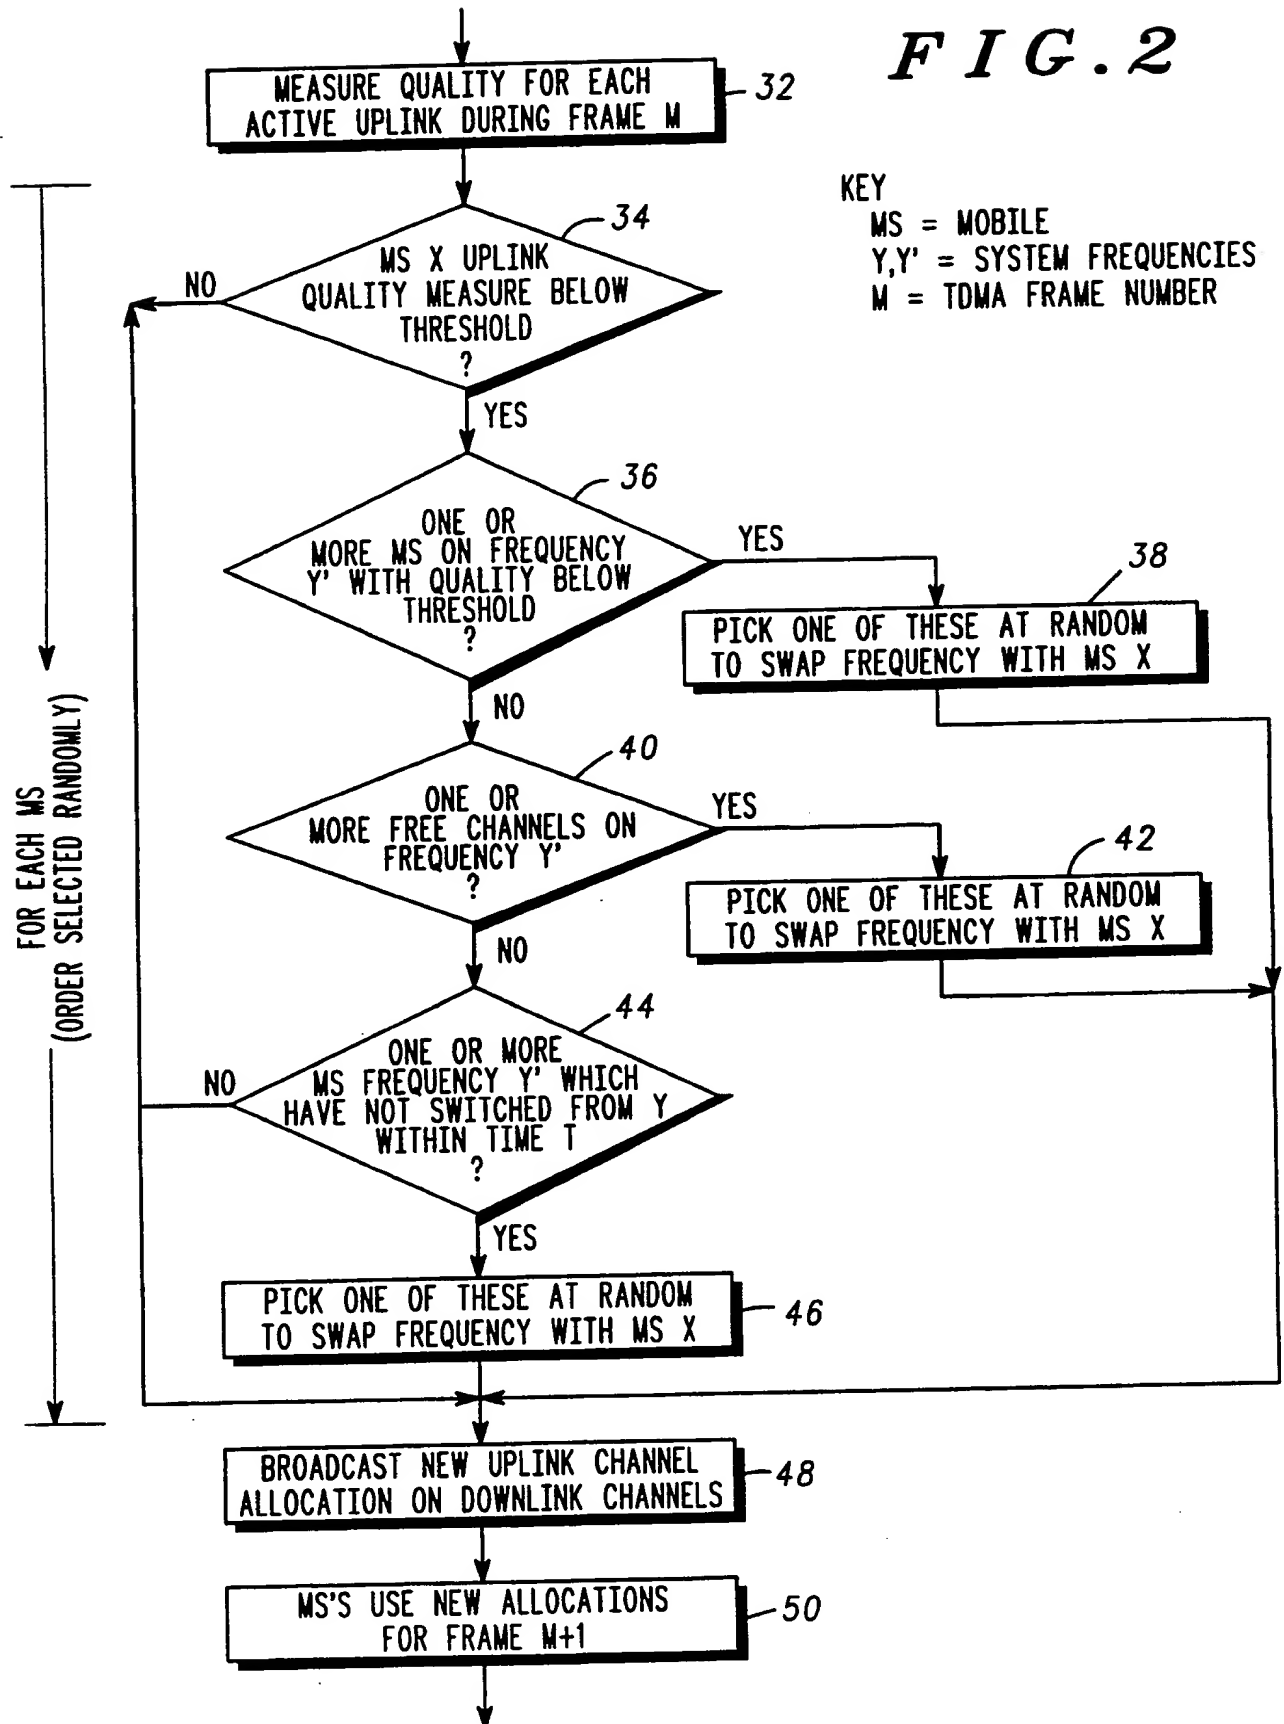 FIG.2
MEASURE QUALITY FOR EACH
ACTIVE UPLINK DURING FRAME M
32
KEY
MS = MOBILE
Y,Y' = SYSTEM FREQUENCIES
M = TDMA FRAME NUMBER
34
MS X UPLINK
QUALITY MEASURE BELOW
THRESHOLD
?
NO
YES
36
ONE OR
MORE MS ON FREQUENCY
Y' WITH QUALITY BELOW
THRESHOLD
?
YES
NO
38
PICK ONE OF THESE AT RANDOM
TO SWAP FREQUENCY WITH MS X
FOR EACH MS
(ORDER SELECTED RANDOMLY)
40
ONE OR
MORE FREE CHANNELS ON
FREQUENCY Y'
?
YES
NO
42
PICK ONE OF THESE AT RANDOM
TO SWAP FREQUENCY WITH MS X
44
ONE OR MORE
MS FREQUENCY Y' WHICH
HAVE NOT SWITCHED FROM Y
WITHIN TIME T
?
NO
YES
PICK ONE OF THESE AT RANDOM
TO SWAP FREQUENCY WITH MS X
46
BROADCAST NEW UPLINK CHANNEL
ALLOCATION ON DOWNLINK CHANNELS
48
MS'S USE NEW ALLOCATIONS
FOR FRAME M+1
50